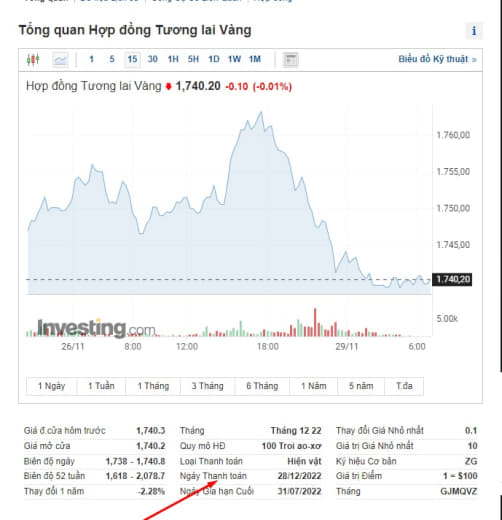 Tổng quan Hợp đồng Tương lai Vàng
1 5 15 30 1H 5H 1D 1W 1M
Biểu đồ Kỹ thuật »
Hợp đồng Tương lai Vàng 1,740.20 -0.10 (-0.01%)
1.760,00
1.755,00
1.750,00
1.745,00
1.740,20
5.00k
Investing.com
26/11 8:00 12:00 18:00 29/11 6:00
1 Ngày 1 Tuần 1 Tháng 3 Tháng 6 Tháng 1 Năm 5 năm T.đa
Giá đ.cửa hôm trước 1,740.3 Tháng Tháng 12 22 Thay đổi Giá Nhỏ nhất 0.1
Giá mở cửa 1,740.2 Quy mô HĐ 100 Troi ao-xơ Giá trị Giá Nhỏ nhất 10
Biên độ ngày 1,738 - 1,740.8 Loại Thanh toán Hiện vật Ký hiệu Cơ bản ZG
Biên độ 52 tuần 1,618 - 2,078.7 Ngày Thanh toán 28/12/2022 Giá trị Điểm 1 = $100
Thay đổi 1 năm -2.28% Ngày Gia hạn Cuối 31/07/2022 Tháng GJMQVZ